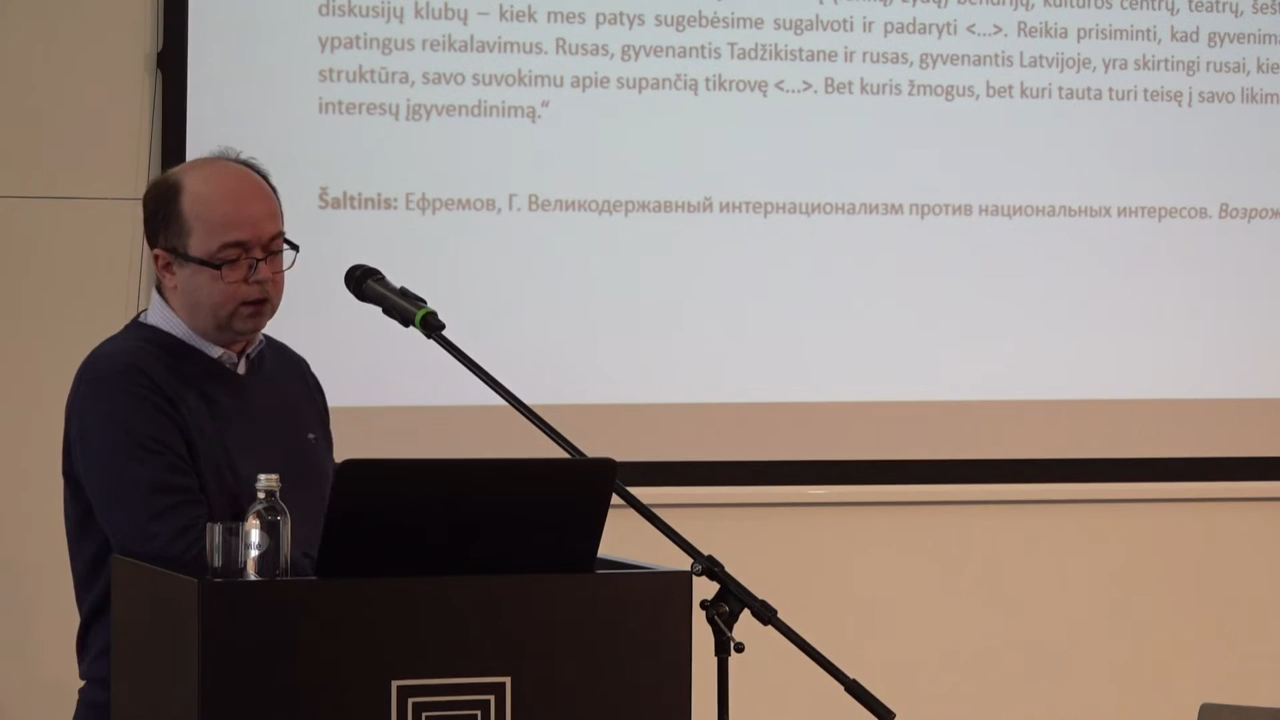 diskusijų klubų – kiek mes patys sugebėsime sugalvoti ir padaryti <...>. Reikia prisiminti, kad gyvenim
ypatingus reikalavimus. Rusas, gyvenantis Tadžikistane ir rusas, gyvenantis Latvijoje, yra skirtingi rusai, kie
struktūra, savo suvokimu apie supančią tikrovę <...>. Bet kuris žmogus, bet kuri tauta turi teisę į savo likim
interesų įgyvendinimą.“
Šaltinis: Ефремов, Г. Великодержавный интернационализм против национальных интересов. Возрож